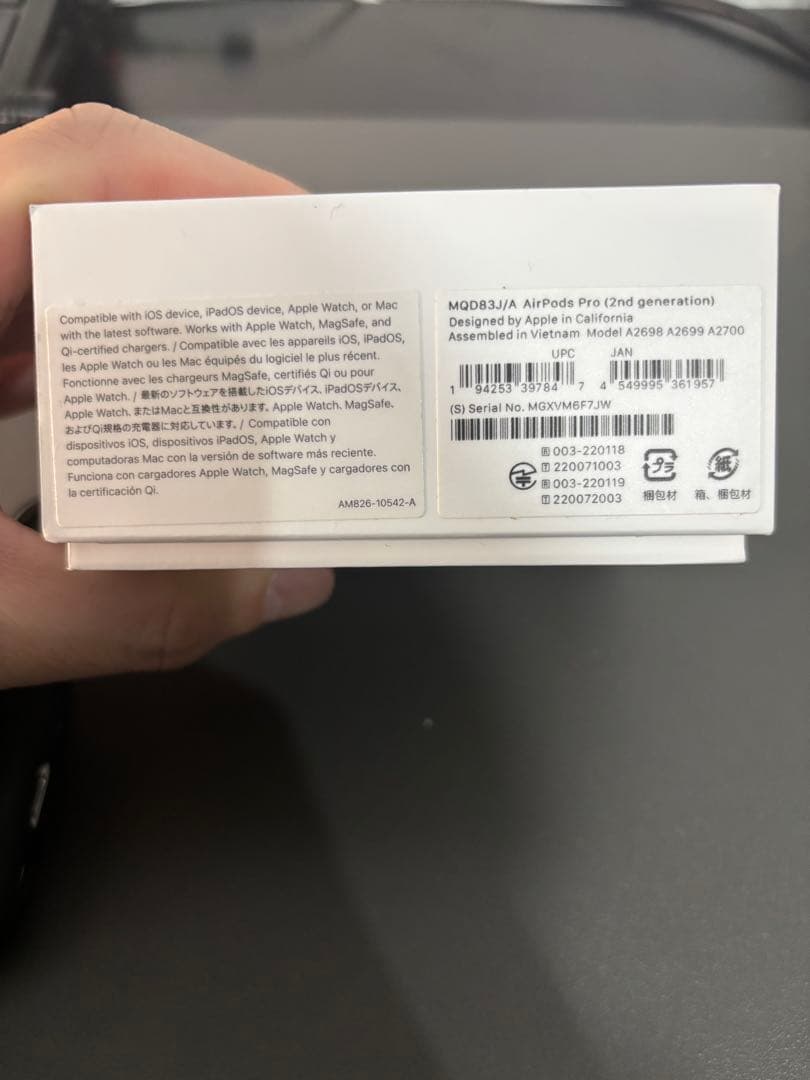 Compatible with iOS device, iPadOS device, Apple Watch, or Mac
with the latest software. Works with Apple Watch, MagSafe, and
Qi-certified chargers. / Compatible avec les appareils iOS, iPadOS,
les Apple Watch ou les Mac équipés du logiciel le plus récent.
Fonctionne avec les chargeurs MagSafe, certifiés Qi ou pour
Apple Watch. / 最新のソフトウェアを搭載したiOSデバイス、iPadOSデバイス、
Apple Watch、またはMacと互換性があります。Apple Watch、MagSafe、
およびQi規格の充電器に対応しています。/ Compatible con
dispositivos iOS, dispositivos iPadOS, Apple Watch y
computadoras Mac con la versión de software más reciente.
Funciona con cargadores Apple Watch, MagSafe y cargadores con
la certificación Qi.
AM826-10542-A
MQD83J/A AirPods Pro (2nd generation)
Designed by Apple in California
Assembled in Vietnam Model A2698 A2699 A2700
UPC JAN
1 94253 39784 7 4 549995 361957
(S) Serial No. MGXVM6F7JW
R 003-220118
T 220071003
R 003-220119
T 220072003
プラ 紙
梱包材 箱、梱包材